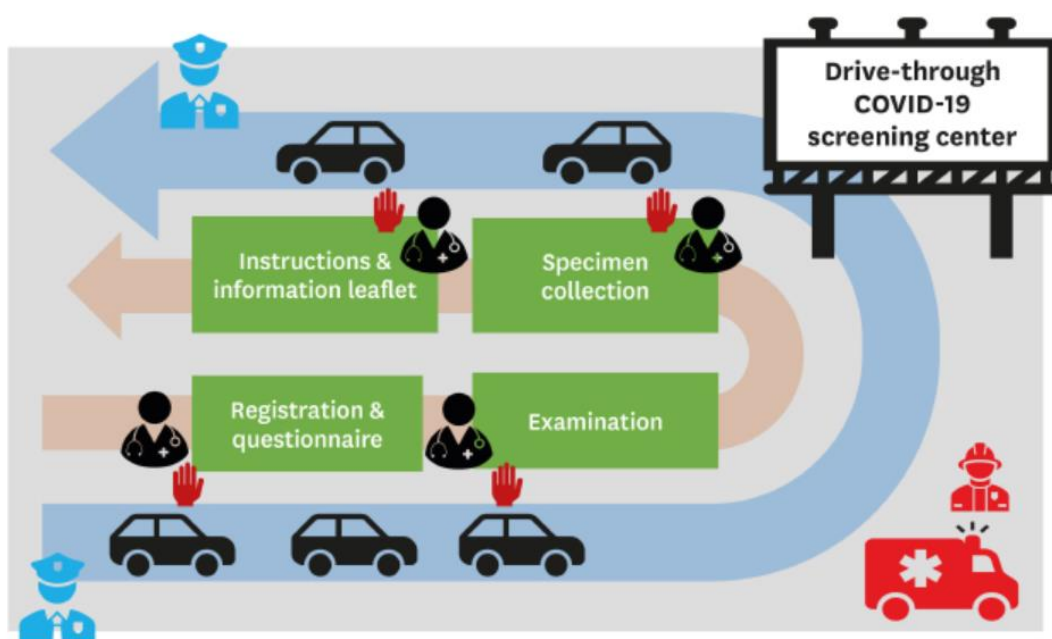 Drive-through
COVID-19
screening center
Instructions &
information leaflet
Specimen
collection
Registration &
questionnaire
Examination